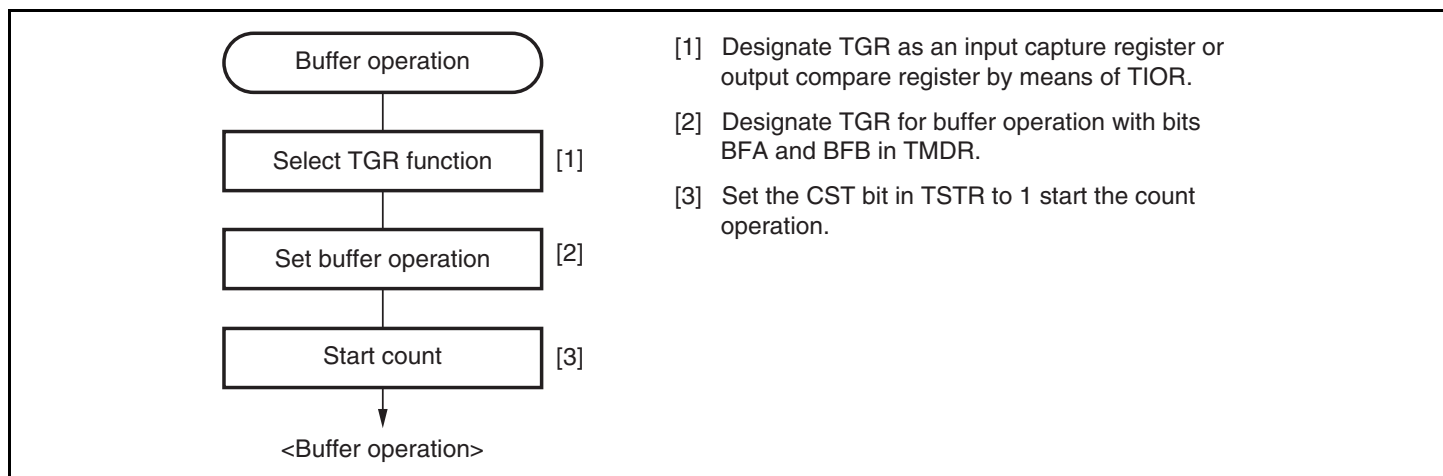 Buffer operation
Select TGR function
[1]
Set buffer operation
[2]
Start count
[3]
<Buffer operation>
[1] Designate TGR as an input capture register or
output compare register by means of TIOR.
[2] Designate TGR for buffer operation with bits
BFA and BFB in TMDR.
[3] Set the CST bit in TSTR to 1 start the count
operation.